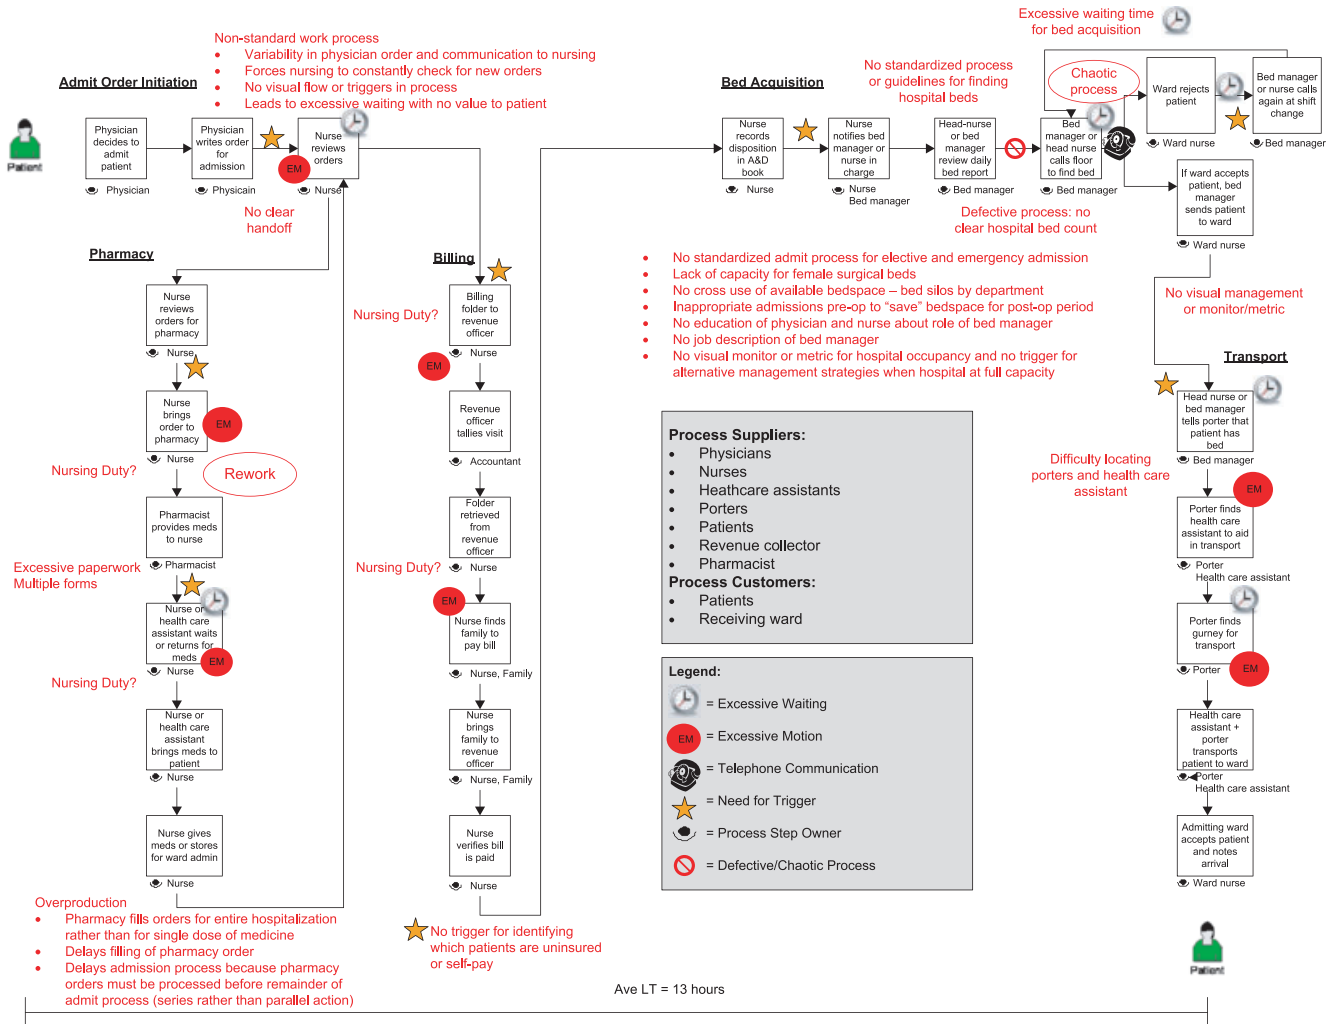 Excessive waiting time
for bed acquisition
Non-standard work process
• Variability in physician order and communication to nursing
• Forces nursing to constantly check for new orders
• No visual flow or triggers in process
• Leads to excessive waiting with no value to patient
Admit Order Initiation
Patient
Physician
decides to
admit
patient
Physician
Physician
writes order
for
admission
Physicain
EM
Nurse
reviews
orders
Nurse
No clear
handoff
Pharmacy
Nurse
reviews
orders for
pharmacy
Nurse
Nurse
brings
order to
pharmacy
EM
Nurse
Nursing Duty?
Rework
Pharmacist
provides meds
to nurse
Pharmacist
Excessive paperwork
Multiple forms
Nurse or
health care
assistant waits
or returns for
meds
EM
Nurse
Nursing Duty?
Nurse or
health care
assistant
brings meds to
patient
Nurse
Nurse gives
meds or stores
for ward admin
Nurse
Overproduction
• Pharmacy fills orders for entire hospitalization
rather than for single dose of medicine
• Delays filling of pharmacy order
• Delays admission process because pharmacy
orders must be processed before remainder of
admit process (series rather than parallel action)
Billing
Billing
folder to
revenue
officer
Nursing Duty?
Nurse
EM
Revenue
officer
tallies visit
Accountant
Folder
retrieved
from
revenue
officer
Nursing Duty?
Nurse
EM
Nurse finds
family to
pay bill
Nurse, Family
Nurse
brings
family to
revenue
officer
Nurse, Family
Nurse
verifies bill
is paid
Nurse
No trigger for identifying
which patients are uninsured
or self-pay
Bed Acquisition
No standardized process
or guidelines for finding
hospital beds
Chaotic
process
Nurse
records
disposition
in A&D
book
Nurse
Nurse
notifies bed
manager or
nurse in
charge
Nurse
Bed manager
Head-nurse
or bed
manager
review daily
bed report
Bed manager
Bed
manager or
head nurse
calls floor
to find bed
Bed manager
Ward rejects
patient
Ward nurse
Bed manager
or nurse calls
again at shift
change
Bed manager
If ward accepts
patient, bed
manager
sends patient
to ward
Ward nurse
Defective process: no
clear hospital bed count
• No standardized admit process for elective and emergency admission
• Lack of capacity for female surgical beds
• No cross use of available bedspace – bed silos by department
• Inappropriate admissions pre-op to “save” bedspace for post-op period
• No education of physician and nurse about role of bed manager
• No job description of bed manager
• No visual monitor or metric for hospital occupancy and no trigger for
alternative management strategies when hospital at full capacity
No visual management
or monitor/metric
Transport
Head nurse or
bed manager
tells porter that
patient has
bed
Bed manager
Difficulty locating
porters and health care
assistant
EM
Porter finds
health care
assistant to aid
in transport
Porter
Health care assistant
Porter finds
gurney for
transport
Porter
EM
Health care
assistant +
porter
transports
patient to ward
Porter
Health care assistant
Admitting ward
accepts patient
and notes
arrival
Ward nurse
Patient
Process Suppliers:
• Physicians
• Nurses
• Heathcare assistants
• Porters
• Patients
• Revenue collector
• Pharmacist
Process Customers:
• Patients
• Receiving ward
Legend:
= Excessive Waiting
EM = Excessive Motion
= Telephone Communication
= Need for Trigger
= Process Step Owner
= Defective/Chaotic Process
Ave LT = 13 hours